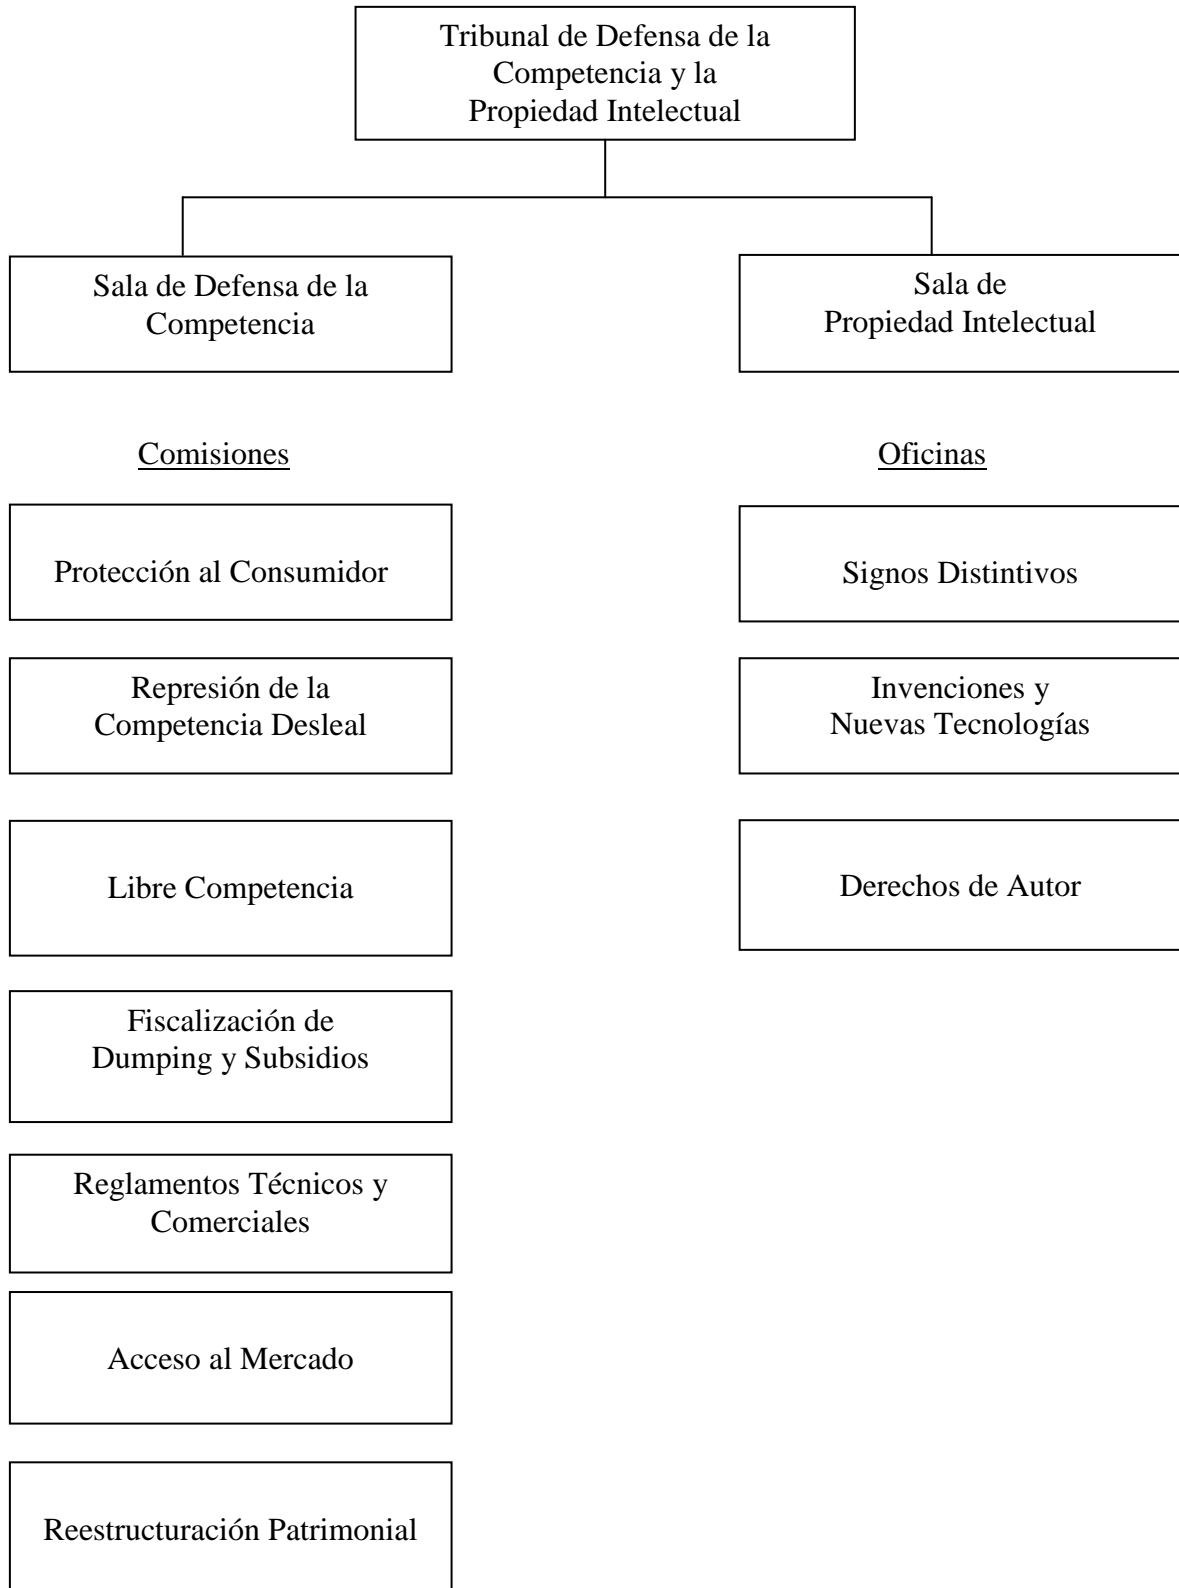 Tribunal de Defensa de la
Competencia y la
Propiedad Intelectual
Sala de Defensa de la
Competencia
Sala de
Propiedad Intelectual
Comisiones
Protección al Consumidor
Represión de la
Competencia Desleal
Libre Competencia
Fiscalización de
Dumping y Subsidios
Reglamentos Técnicos y
Comerciales
Acceso al Mercado
Reestructuración Patrimonial
Oficinas
Signos Distintivos
Invenciones y
Nuevas Tecnologías
Derechos de Autor